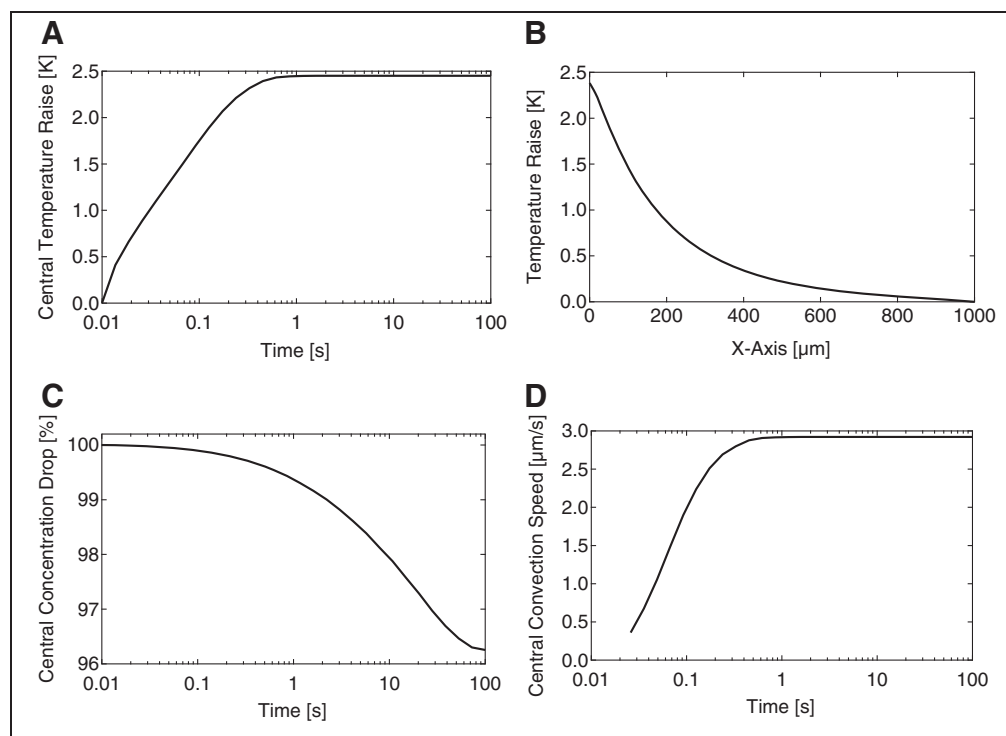 A
Central Temperature Raise [K]
2.5
2.0
1.5
1.0
0.5
0.0
0.01 0.1 1 10 100
Time [s]
B
Temperature Raise [K]
2.5
2.0
1.5
1.0
0.5
0.0
0 200 400 600 800 1000
X-Axis [µm]
C
Central Concentration Drop [%]
100
99
98
97
96
0.01 0.1 1 10 100
Time [s]
D
Central Convection Speed [µm/s]
3.0
2.5
2.0
1.5
1.0
0.5
0.0
0.01 0.1 1 10 100
Time [s]